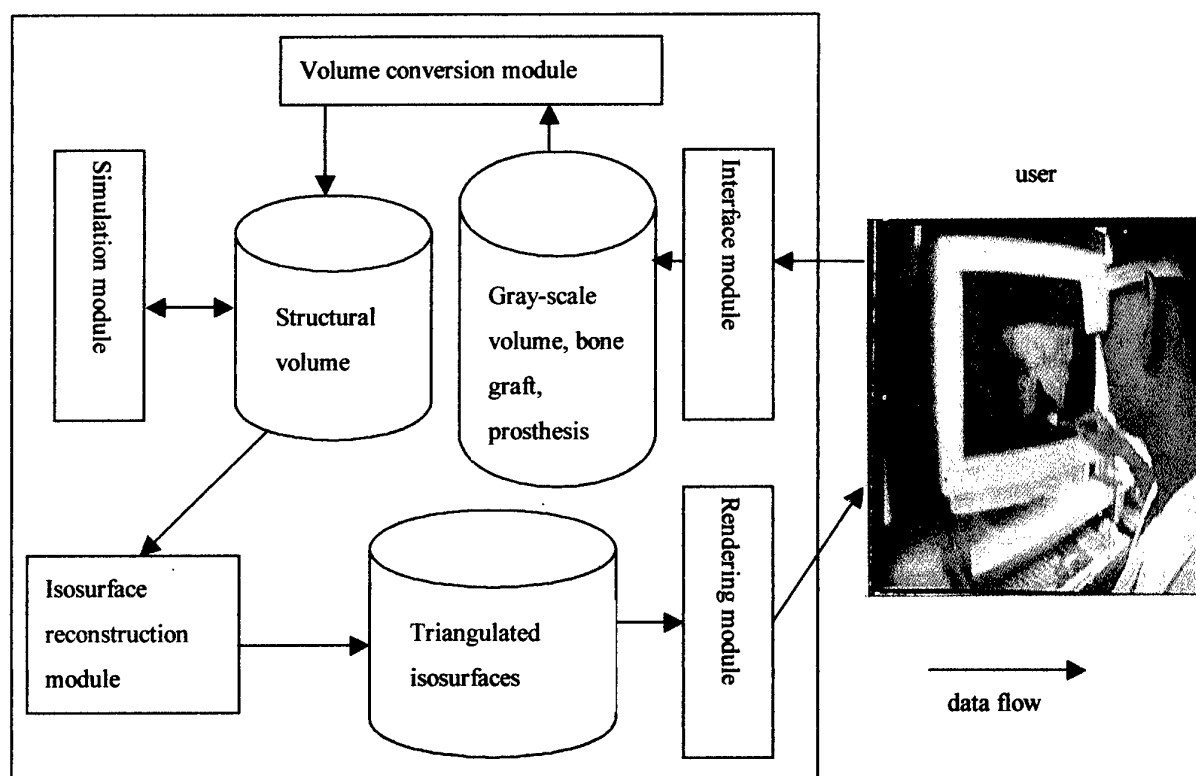 Volume conversion module
Simulation module
Structural
volume
Gray-scale
volume, bone
graft,
prosthesis
Interface module
user
Isosurface
reconstruction
module
Triangulated
isosurfaces
Rendering module
data flow